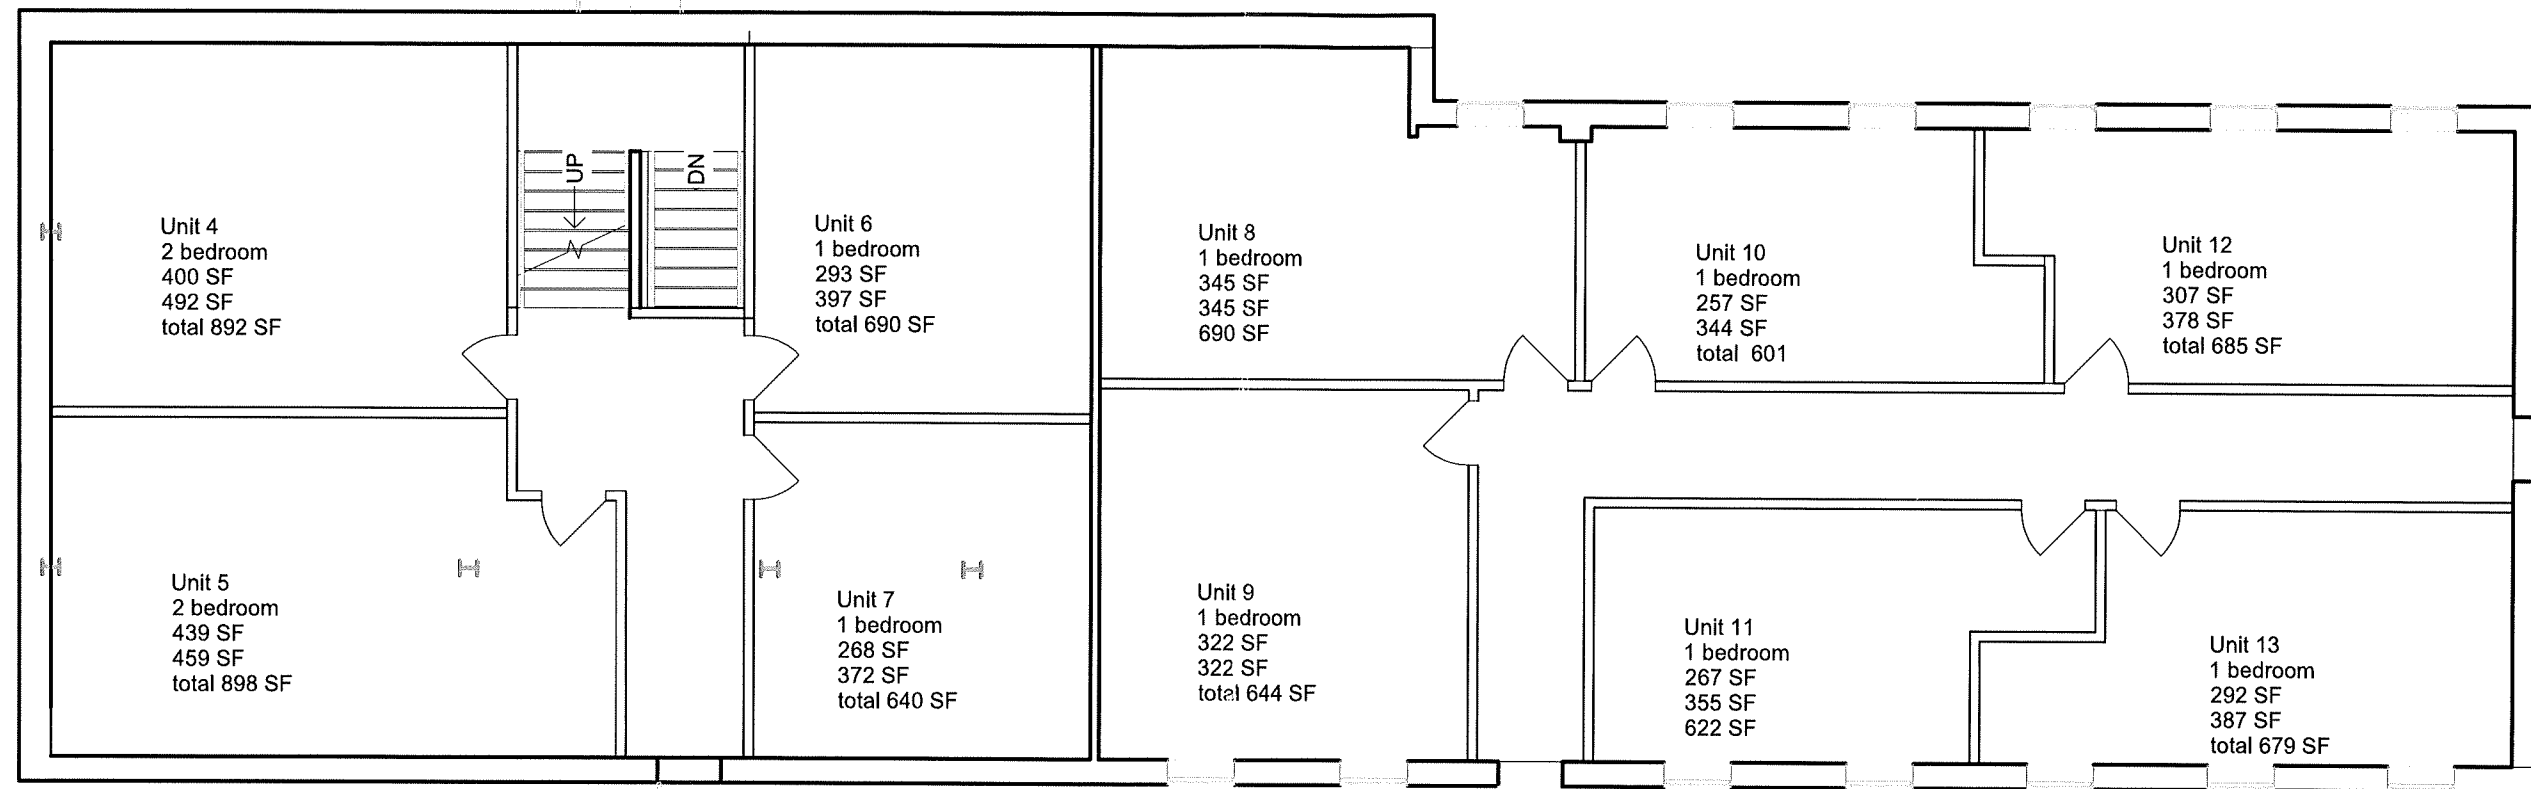 Unit 4
2 bedroom
400 SF
492 SF
total 892 SF
UP
DN
Unit 6
1 bedroom
293 SF
397 SF
total 690 SF
Unit 8
1 bedroom
345 SF
345 SF
690 SF
Unit 10
1 bedroom
257 SF
344 SF
total 601
Unit 12
1 bedroom
307 SF
378 SF
total 685 SF
Unit 5
2 bedroom
439 SF
459 SF
total 898 SF
Unit 7
1 bedroom
268 SF
372 SF
total 640 SF
Unit 9
1 bedroom
322 SF
322 SF
total 644 SF
Unit 11
1 bedroom
267 SF
355 SF
622 SF
Unit 13
1 bedroom
292 SF
387 SF
total 679 SF